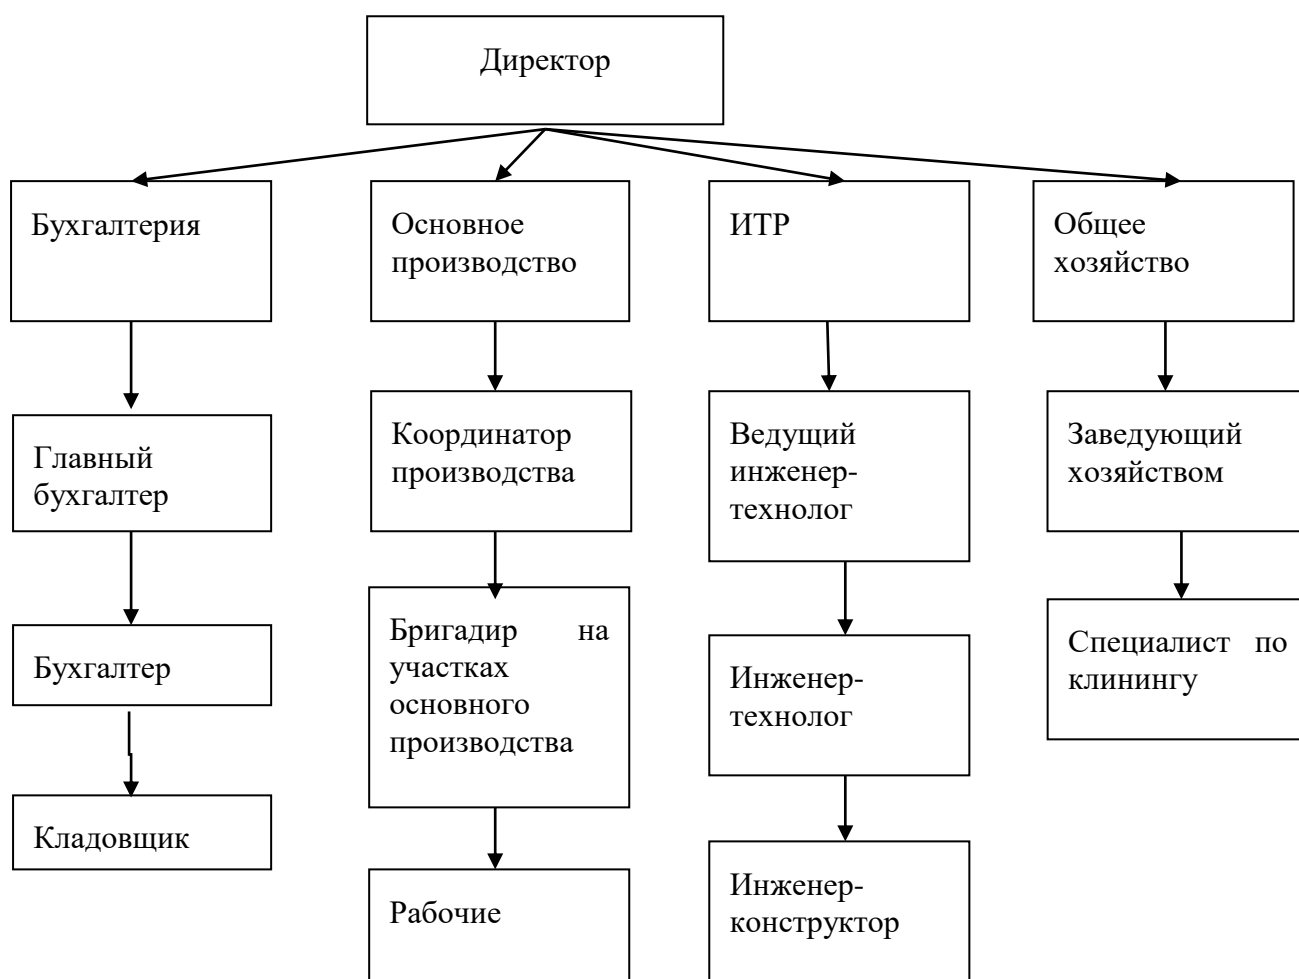 Директор
Бухгалтерия
Основное
производство
ИТР
Общее
хозяйство
Главный
бухгалтер
Координатор
производства
Ведущий
инженер-
технолог
Заведующий
хозяйством
Бухгалтер
Бригадир на
участках
основного
производства
Инженер-
технолог
Специалист по
клинингу
Кладовщик
Рабочие
Инженер-
конструктор